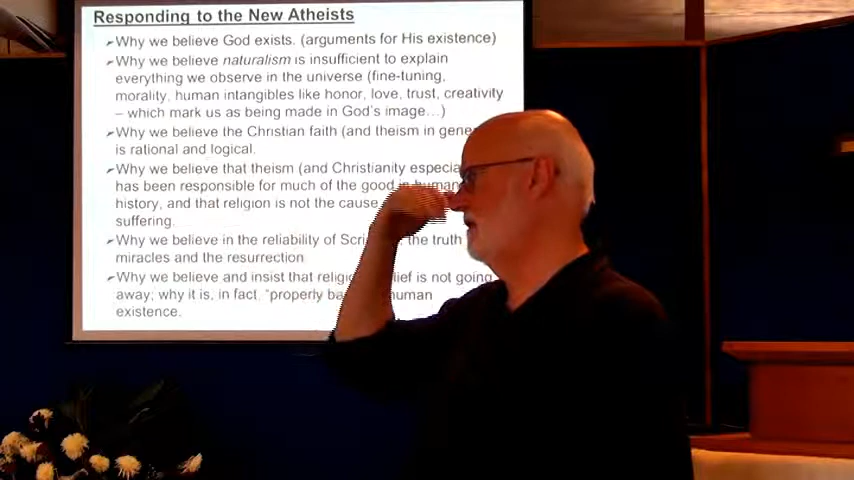 Responding to the New Atheists
Why we believe God exists. (arguments for His existence)
Why we believe naturalism is insufficient to explain
everything we observe in the universe (fine-tuning,
morality, human intangibles like honor, love, trust, creativity
– which mark us as being made in God's image…)
Why we believe the Christian faith (and theism in gene
is rational and logical.
Why we believe that theism (and Christianity especia
has been responsible for much of the good in human
history, and that religion is not the cause
suffering.
Why we believe in the reliability of Scri the truth
miracles and the resurrection
Why we believe and insist that religi lief is not going
away; why it is, in fact, "properly ba human
existence.